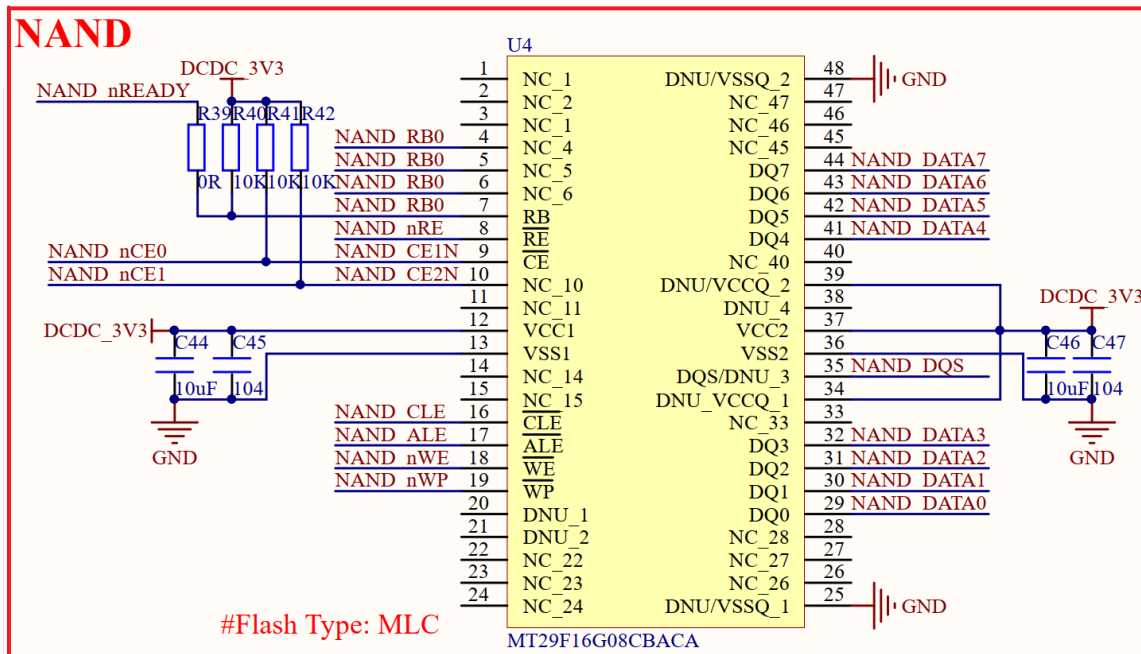 NAND
U4
DCDC_3V3
NAND_nREADY
R39 R40 R41 R42
0R 10K 10K 10K
NAND_RB0
NAND_RB0
NAND_RB0
NAND_RB0
NAND_nRE
NAND_nCE0 NAND_CE1N
NAND_nCE1 NAND_CE2N
DCDC_3V3
C44 C45
10uF 104
GND
NAND_CLE
NAND_ALE
NAND_nWE
NAND_nWP
1 NC_1 DNU/VSSQ_2 48 GND
2 NC_2 NC_47 47
3 NC_1 NC_46 46
4 NC_4 NC_45 45
5 NC_5 DQ7 44 NAND_DATA7
6 NC_6 DQ6 43 NAND_DATA6
7 RB DQ5 42 NAND_DATA5
8 RE DQ4 41 NAND_DATA4
9 CE NC_40 40
10 NC_10 DNU/VCCQ_2 39
11 NC_11 DNU_4 38
12 VCC1 VCC2 37
13 VSS1 VSS2 36
14 NC_14 DQS/DNU_3 35 NAND_DQS
15 NC_15 DNU_VCCQ_1 34
16 CLE NC_33 33
17 ALE DQ3 32 NAND_DATA3
18 WE DQ2 31 NAND_DATA2
19 WP DQ1 30 NAND_DATA1
20 DNU_1 DQ0 29 NAND_DATA0
21 DNU_2 NC_28 28
22 NC_22 NC_27 27
23 NC_23 NC_26 26
24 NC_24 DNU/VSSQ_1 25 GND
DCDC_3V3
C46 C47
10uF 104
GND
#Flash Type: MLC
MT29F16G08CBACA